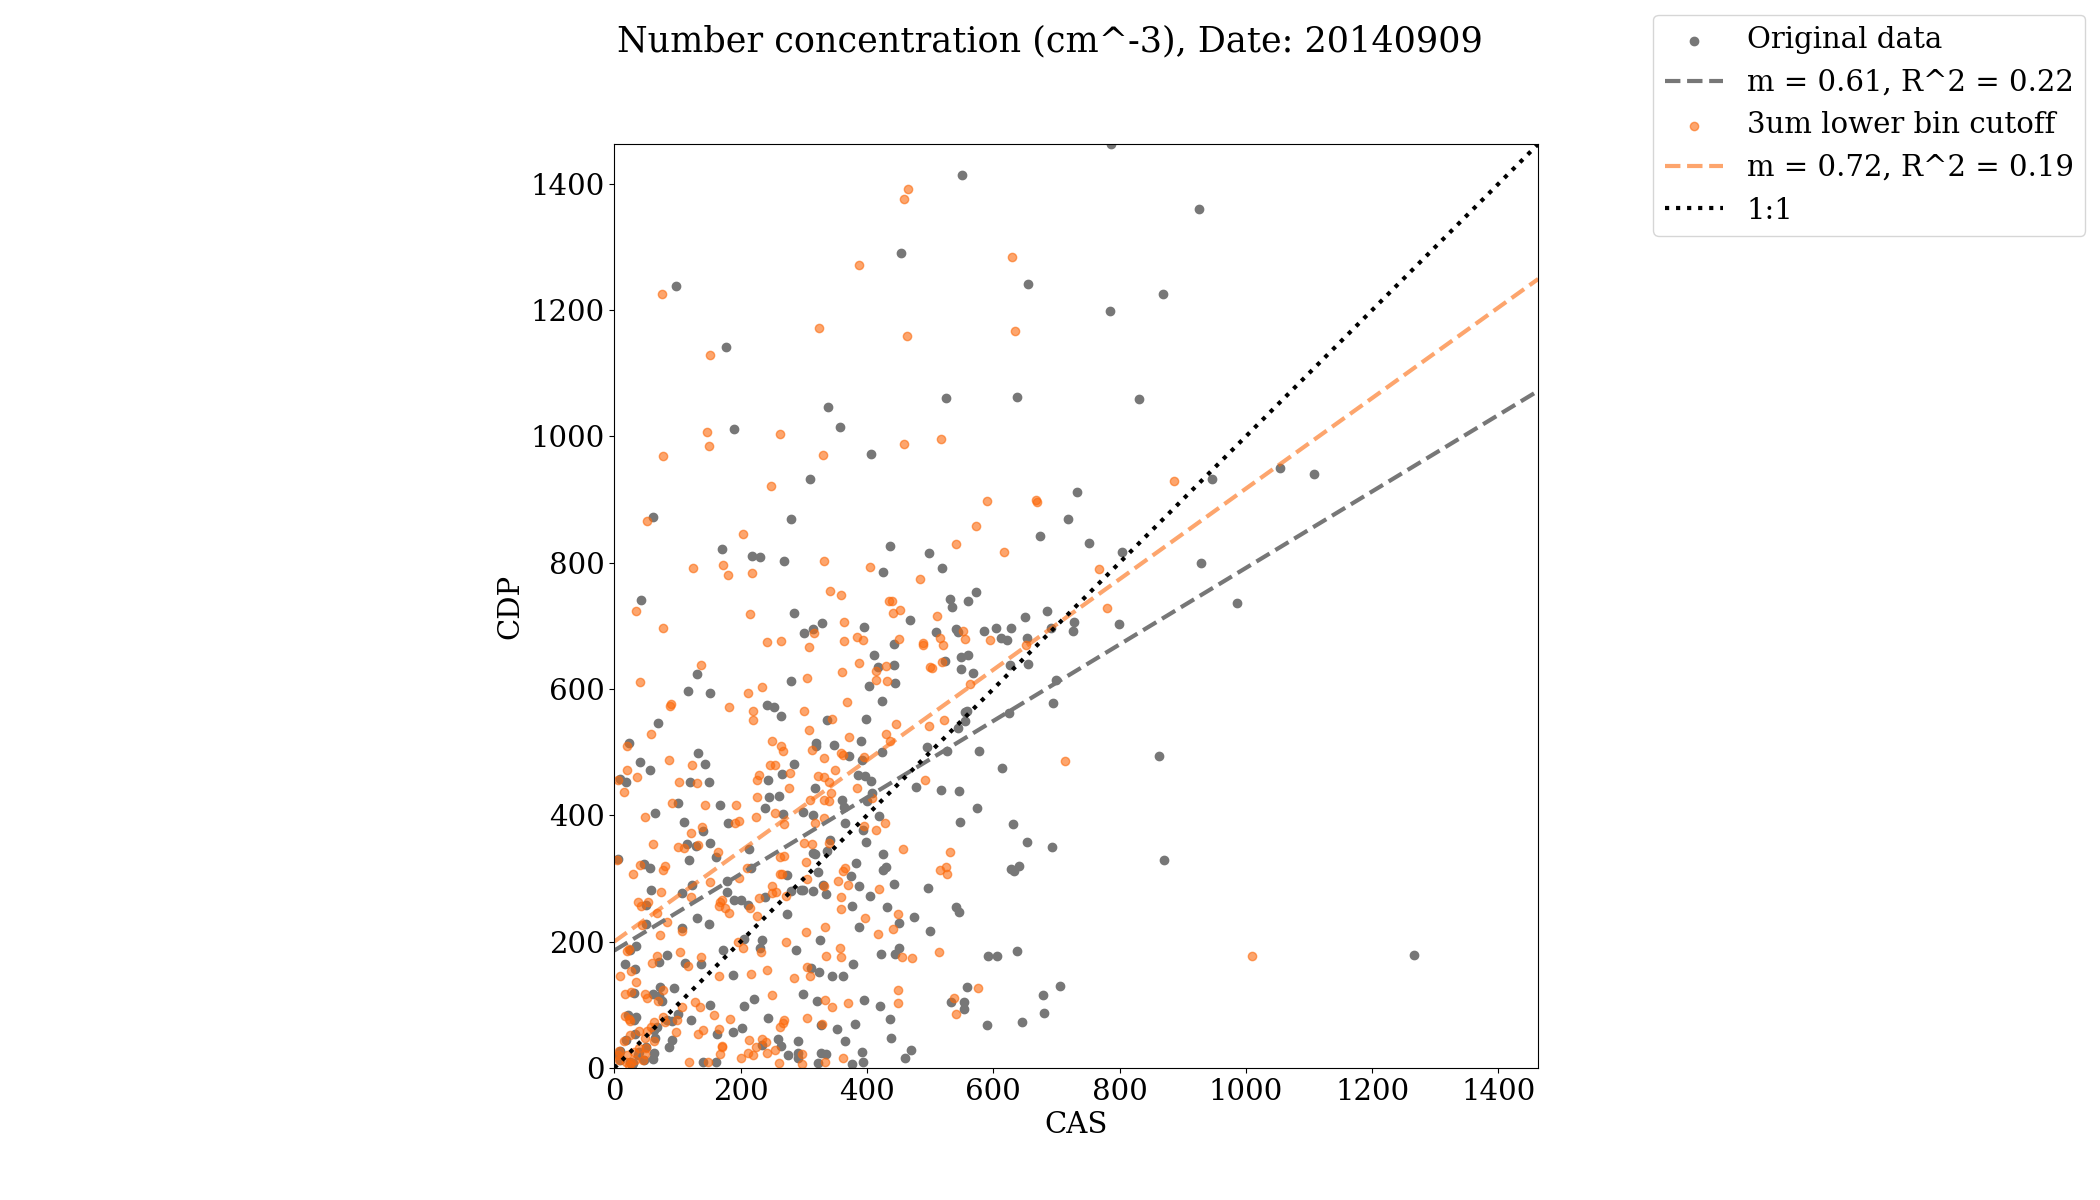 Number concentration (cm^-3), Date: 20140909
Original data
m = 0.61, R^2 = 0.22
3um lower bin cutoff
m = 0.72, R^2 = 0.19
1:1
1400
1200
1000
800
600
400
200
0
CDP
0 200 400 600 800 1000 1200 1400
CAS